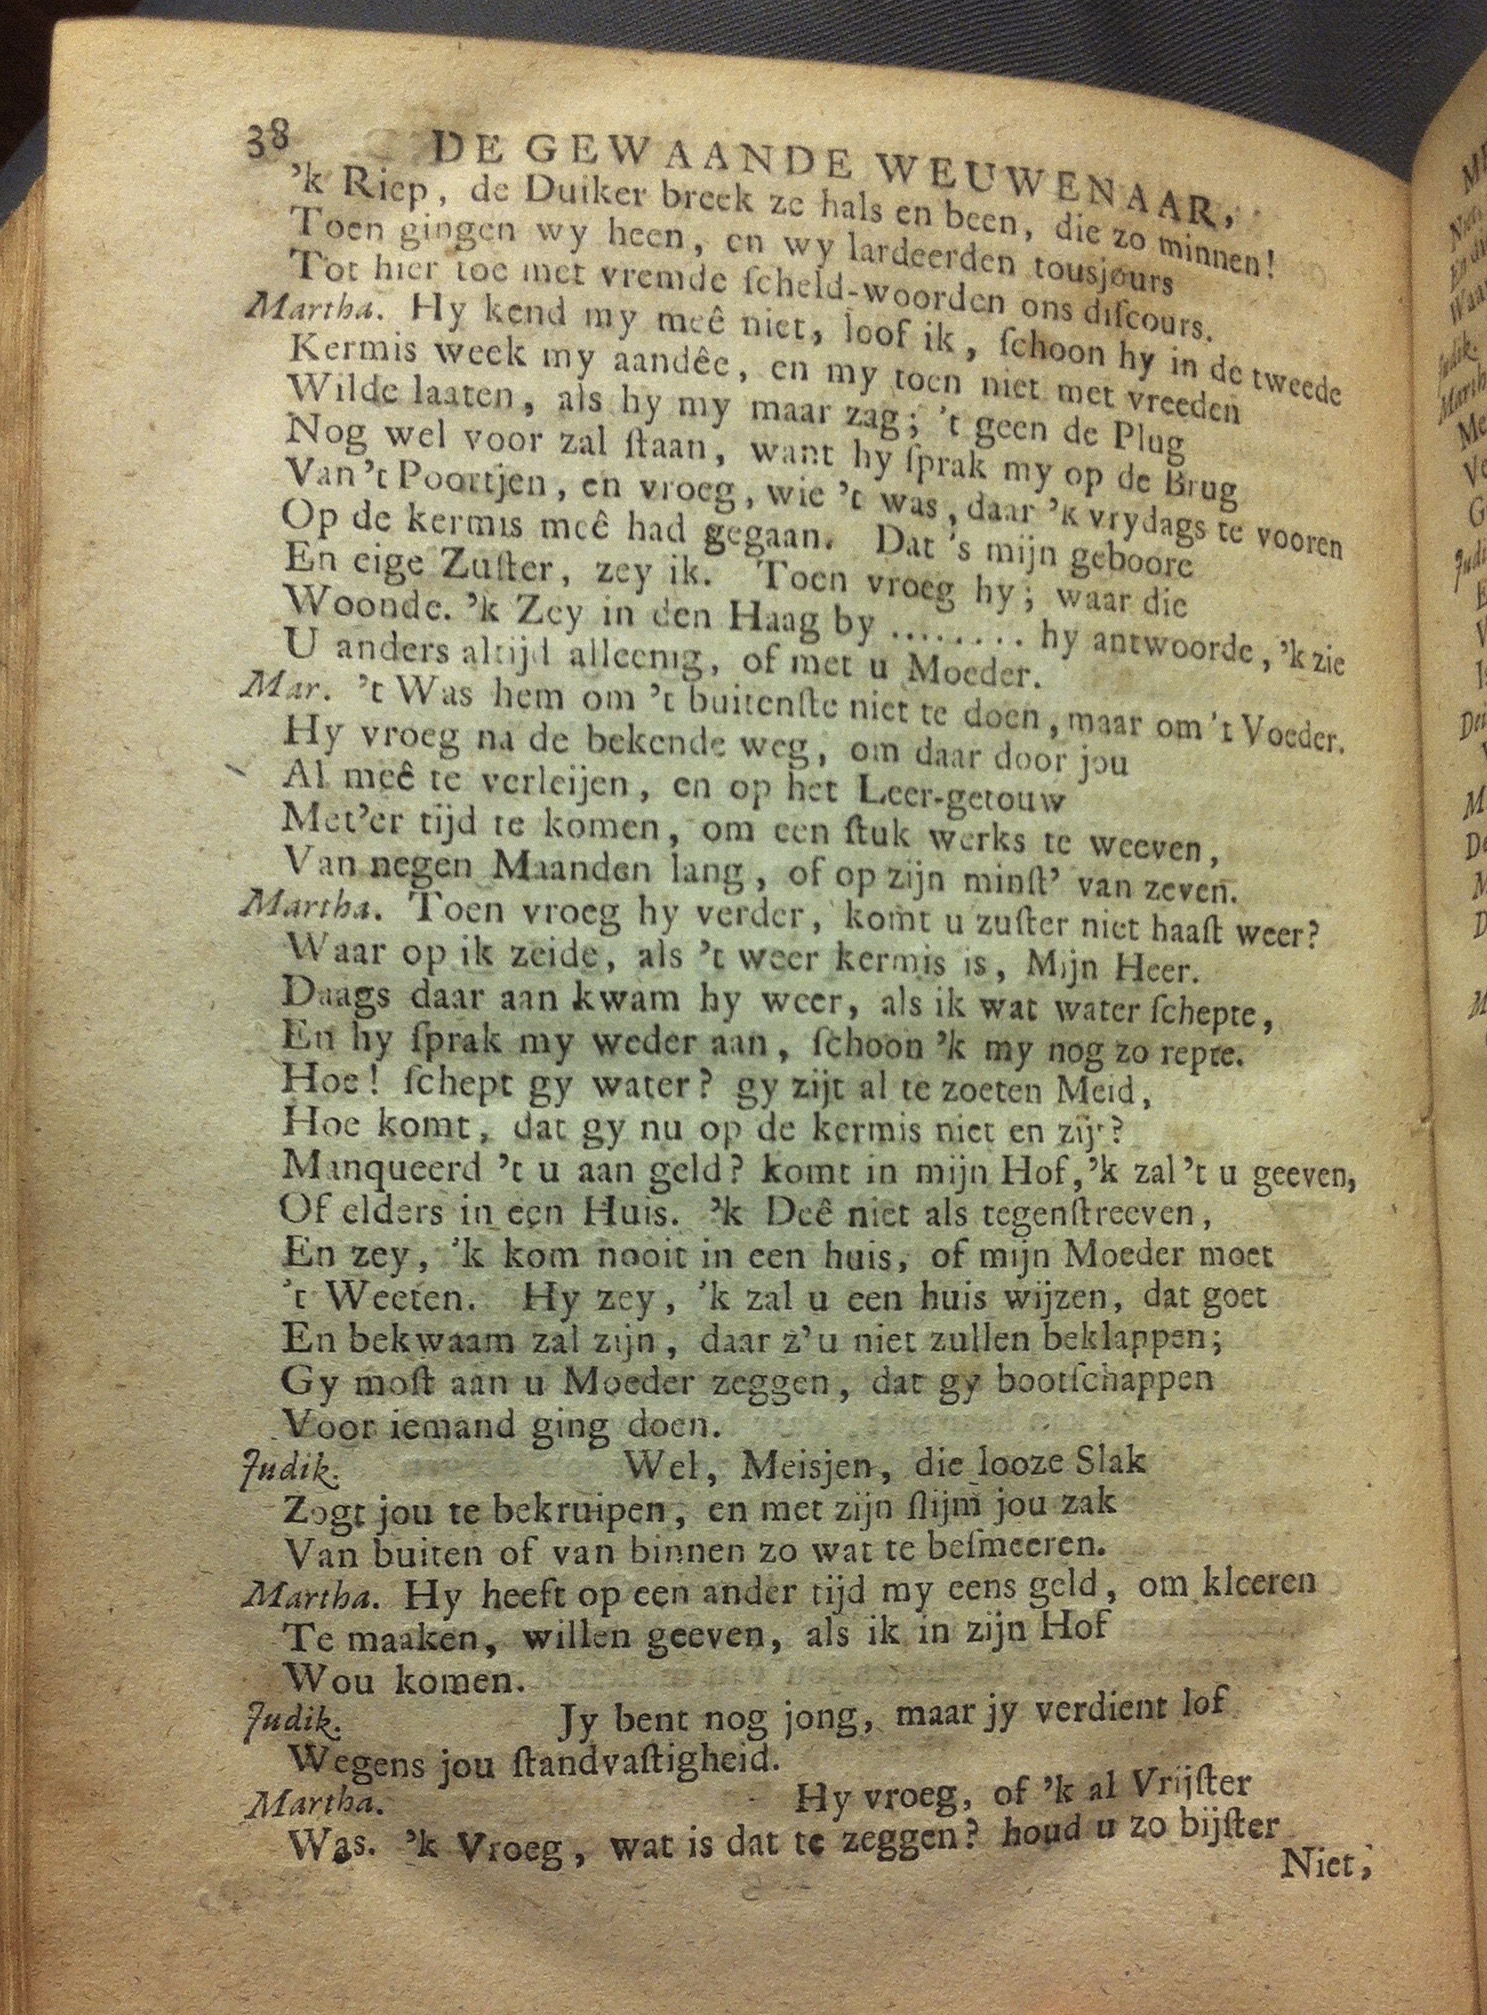 38 DE GEWAANDE WEUWENAAR,
'k Riep, de Duiker breek ze hals en been, die zo minnen!
Toen gingen wy heen, en wy lardeerden tousjours
Tot hier toe met vremde ſcheld-woorden ons diſcours.
Martha. Hy kend my meê niet, loof ik, ſchoon hy in de tweede
Kermis week my aandêe, en my toen niet met vreeden
Wilde laaten, als hy my maar zag; 't geen de Plug
Nog wel voor zal ſtaan, want hy ſprak my op de Brug
Van 't Poortjen, en vroeg, wie 't was, daar 'k vrydags te vooren
Op de kermis meê had gegaan. Dat 's mijn geboore
En eige Zuſter, zey ik. Toen vroeg hy; waar die
Woonde. 'k Zey in den Haag by ........ hy antwoorde, 'k zie
U anders altijd alleenig, of met u Moeder.
Mar. 't Was hem om 't buitenſte niet te doen, maar om 't Voeder.
Hy vroeg na de bekende weg, om daar door jou
Al meê te verleijen, en op het Leer-getouw
Met'er tijd te komen, om een ſtuk werks te weeven,
Van negen Maanden lang, of op zijn minſt' van zeven.
Martha. Toen vroeg hy verder, komt u zuſter niet haaſt weer?
Waar op ik zeide, als 't weer kermis is, Mijn Heer.
Daags daar aan kwam hy weer, als ik wat water ſchepte,
En hy ſprak my weder aan, ſchoon 'k my nog zo repte.
Hoe! ſchept gy water? gy zijt al te zoeten Meid,
Hoe komt, dat gy nu op de kermis niet en zijt?
Manqueerd 't u aan geld? komt in mijn Hof, 'k zal 't u geeven,
Of elders in een Huis. 'k Deê niet als tegenſtreeven,
En zey, 'k kom nooit in een huis, of mijn Moeder moet
't Weeten. Hy zey, 'k zal u een huis wijzen, dat goet
En bekwaam zal zijn, daar z'u niet zullen beklappen;
Gy moſt aan u Moeder zeggen, dat gy bootſchappen
Voor iemand ging doen.
Judik. Wel, Meisjen, die looze Slak
Zogt jou te bekruipen, en met zijn ſlijm jou zak
Van buiten of van binnen zo wat te beſmeeren.
Martha. Hy heeft op een ander tijd my eens geld, om kleeren
Te maaken, willen geeven, als ik in zijn Hof
Wou komen.
Judik. Jy bent nog jong, maar jy verdient lof
Wegens jou ſtandvaſtigheid.
Martha. Hy vroeg, of 'k al Vrijſter
Was. 'k Vroeg, wat is dat te zeggen? houd u zo bijſter
Niet,